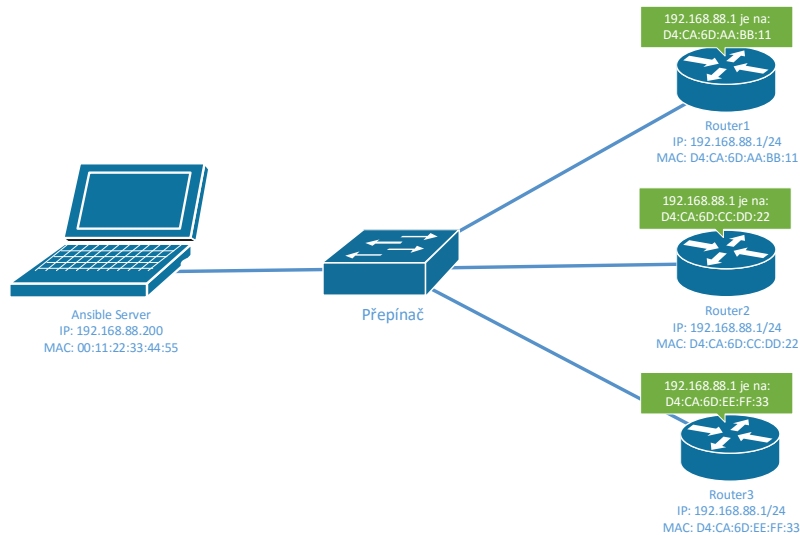 192.168.88.1 je na:
D4:CA:6D:AA:BB:11
Router1
IP: 192.168.88.1/24
MAC: D4:CA:6D:AA:BB:11
192.168.88.1 je na:
D4:CA:6D:CC:DD:22
Router2
IP: 192.168.88.1/24
MAC: D4:CA:6D:CC:DD:22
Ansible Server
IP: 192.168.88.200
MAC: 00:11:22:33:44:55
Přepínač
192.168.88.1 je na:
D4:CA:6D:EE:FF:33
Router3
IP: 192.168.88.1/24
MAC: D4:CA:6D:EE:FF:33